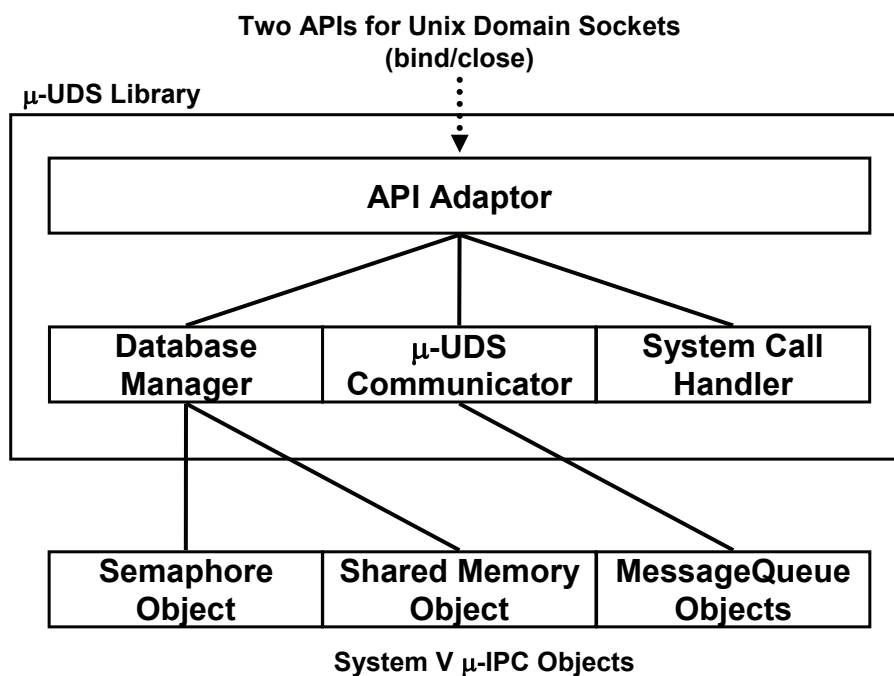 Two APIs for Unix Domain Sockets
(bind/close)
μ-UDS Library
API Adaptor
Database
Manager
μ-UDS
Communicator
System Call
Handler
Semaphore
Object
Shared Memory
Object
MessageQueue
Objects
System V μ-IPC Objects